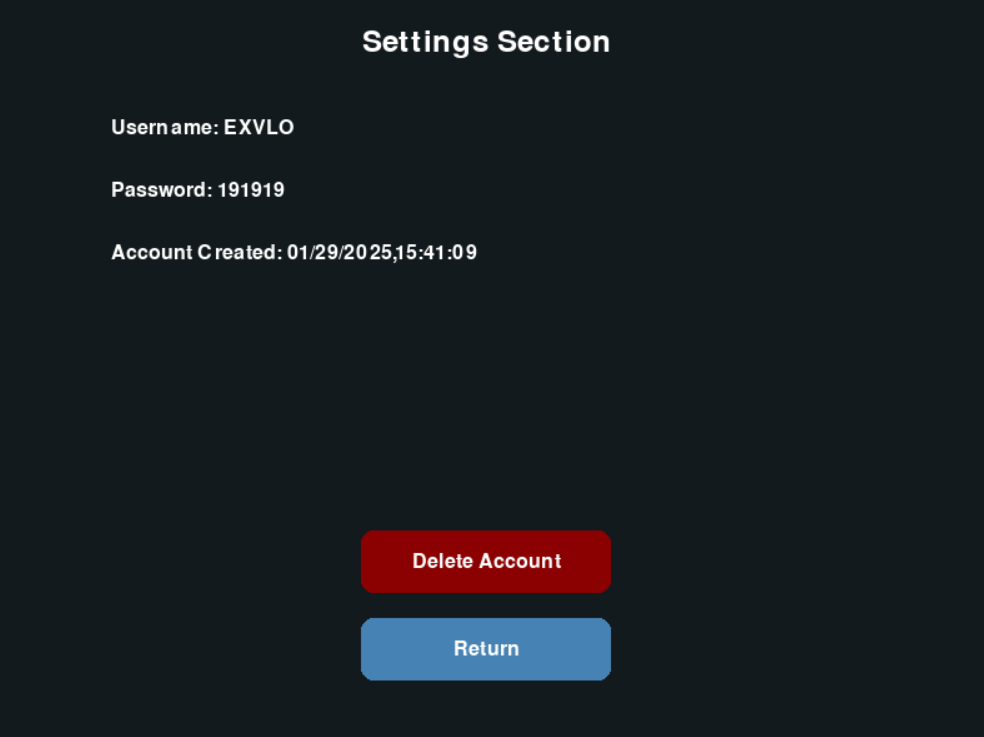 Settings Section
Username: EXVLO
Password: 191919
Account Created: 01/29/2025,15:41:09
Delete Account
Return